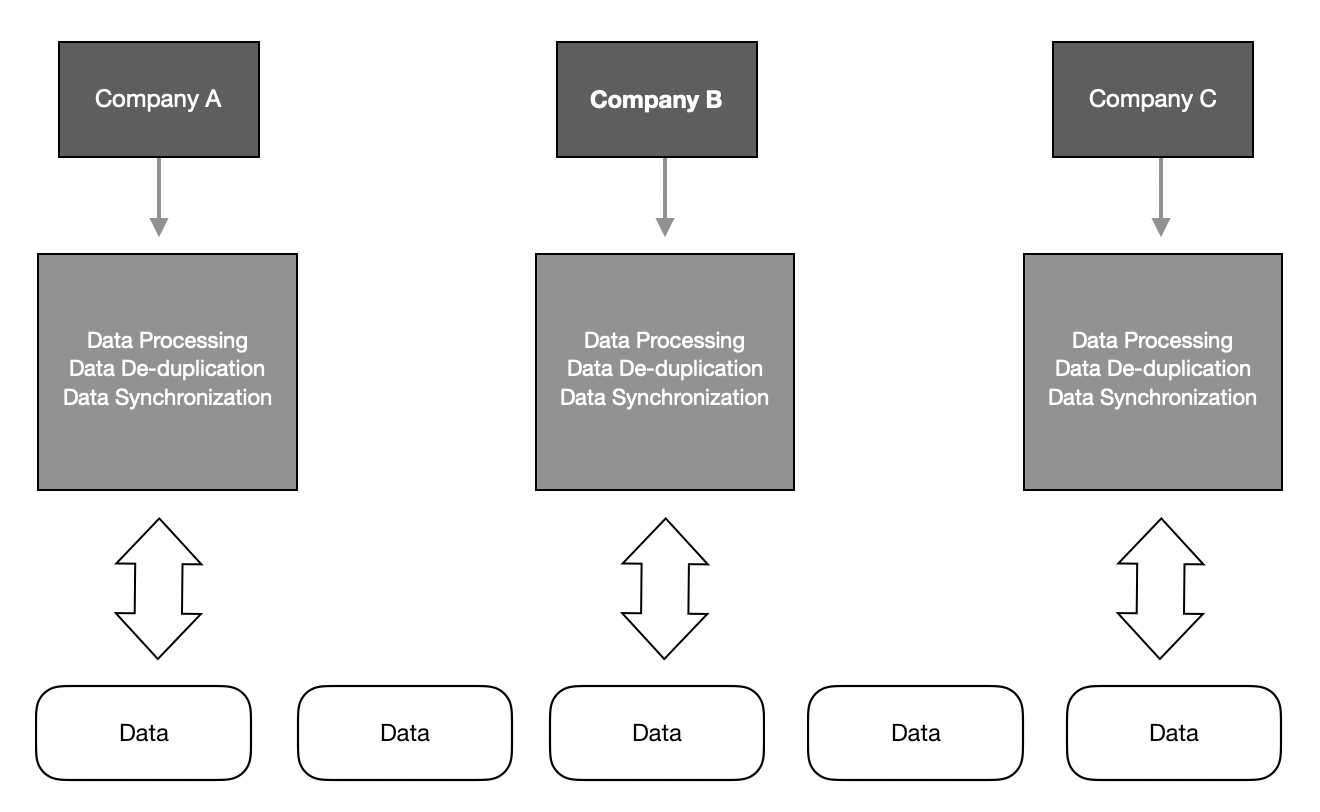 Company A
Company B
Company C
Data Processing
Data De-duplication
Data Synchronization
Data Processing
Data De-duplication
Data Synchronization
Data Processing
Data De-duplication
Data Synchronization
Data
Data
Data
Data
Data